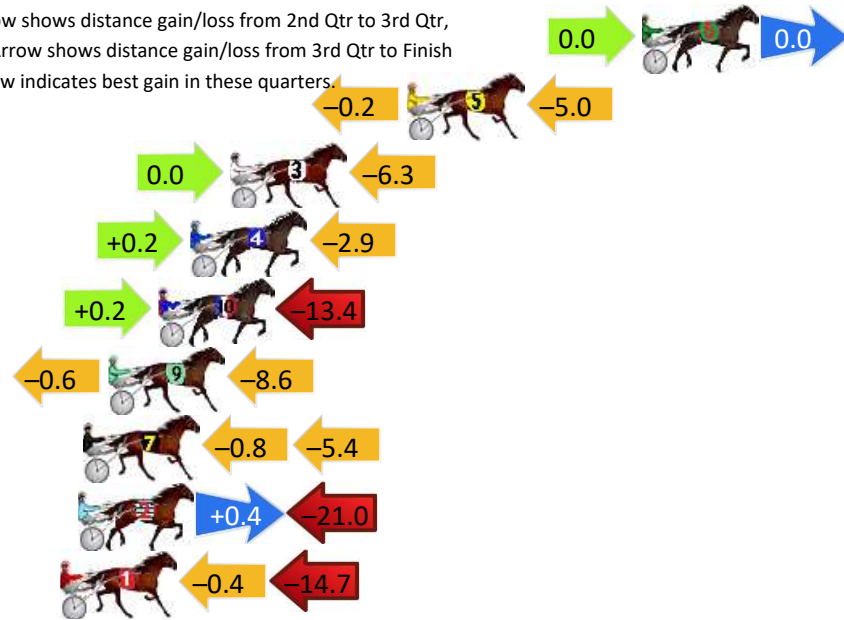 ow shows distance gain/loss from 2nd Qtr to 3rd Qtr,
Arrow shows distance gain/loss from 3rd Qtr to Finish
w indicates best gain in these quarters.
0.0 0.0
–0.2 5 –5.0
0.0 3 –6.3
+0.2 4 –2.9
+0.2 10 –13.4
–0.6 9 –8.6
7 –0.8 –5.4
2 +0.4 –21.0
1 –0.4 –14.7